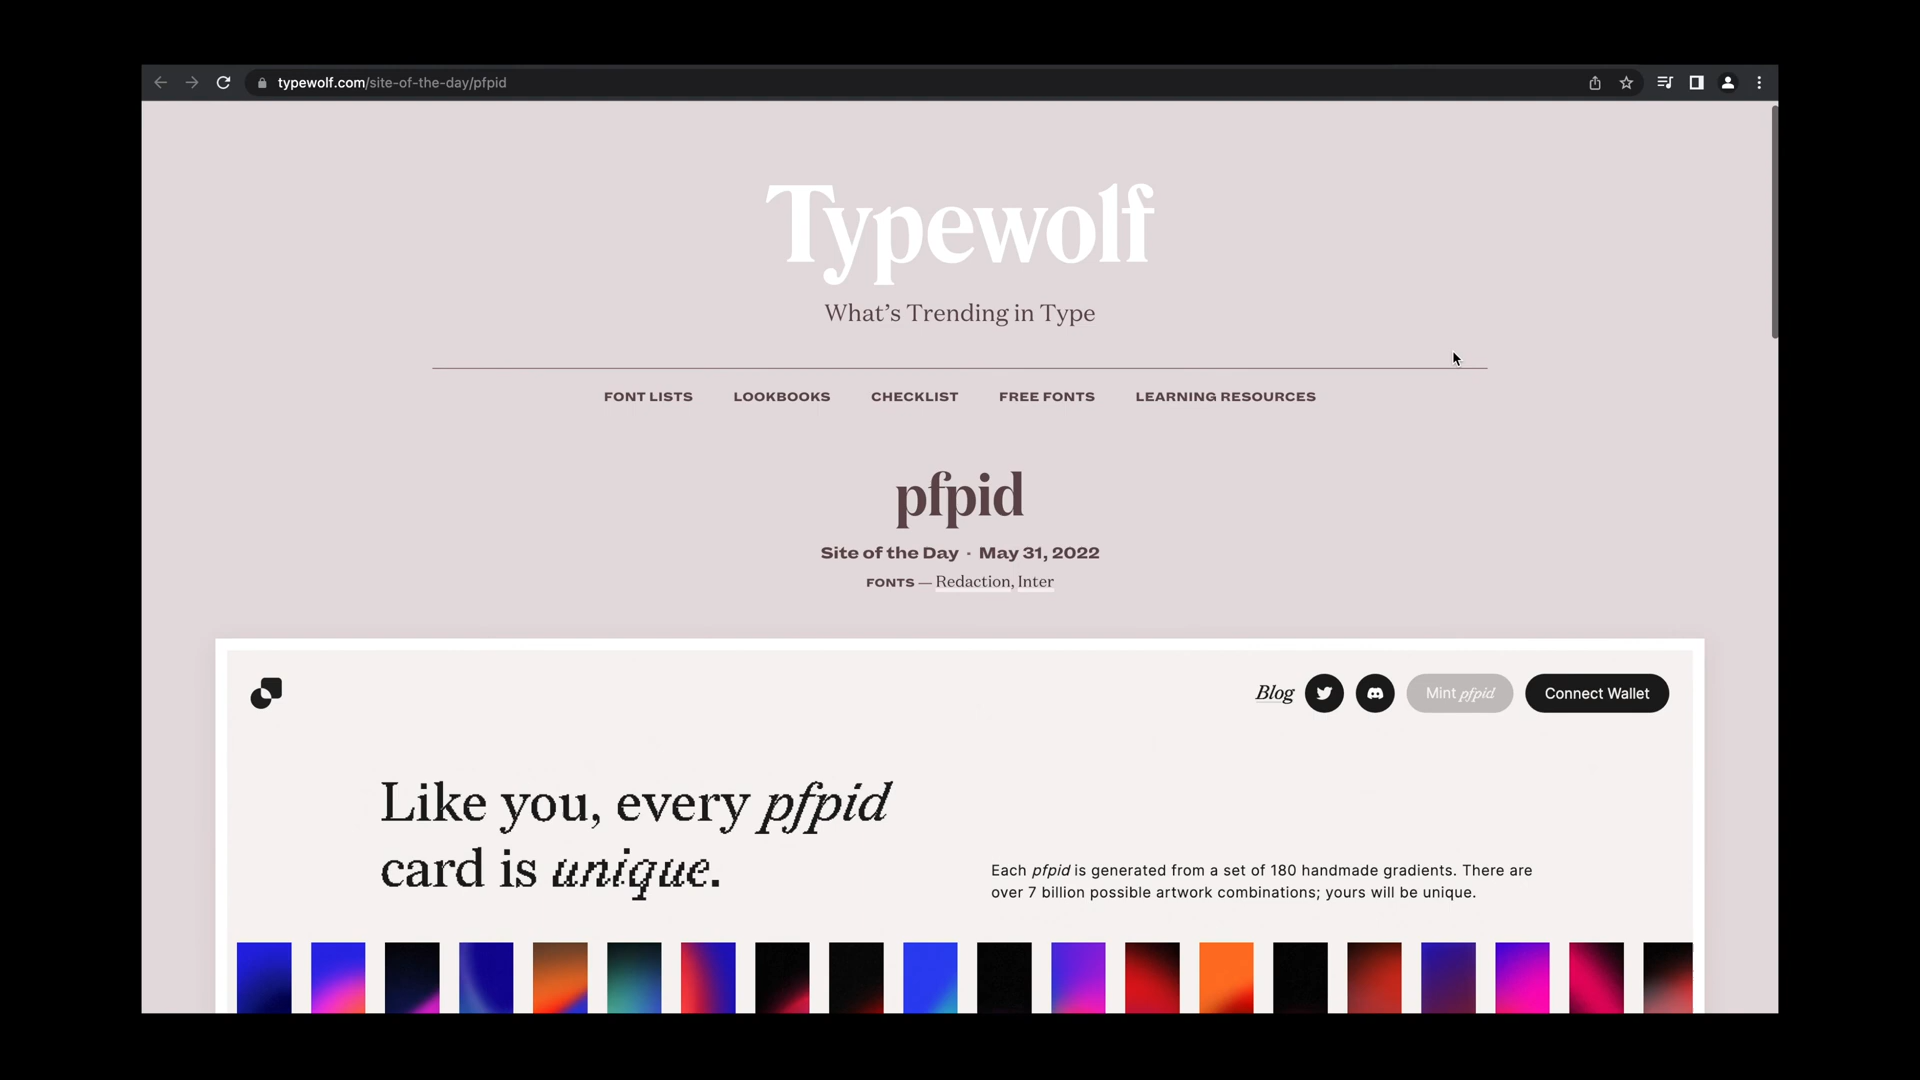 typewolf.com/site-of-the-day/pfpid
Typewolf
What’s Trending in Type
FONT LISTS LOOKBOOKS CHECKLIST FREE FONTS LEARNING RESOURCES
pfpid
Site of the Day · May 31, 2022
FONTS — Redaction, Inter
Blog Mint pfpid Connect Wallet
Like you, every pfpid
card is unique.
Each pfpid is generated from a set of 180 handmade gradients. There are
over 7 billion possible artwork combinations; yours will be unique.